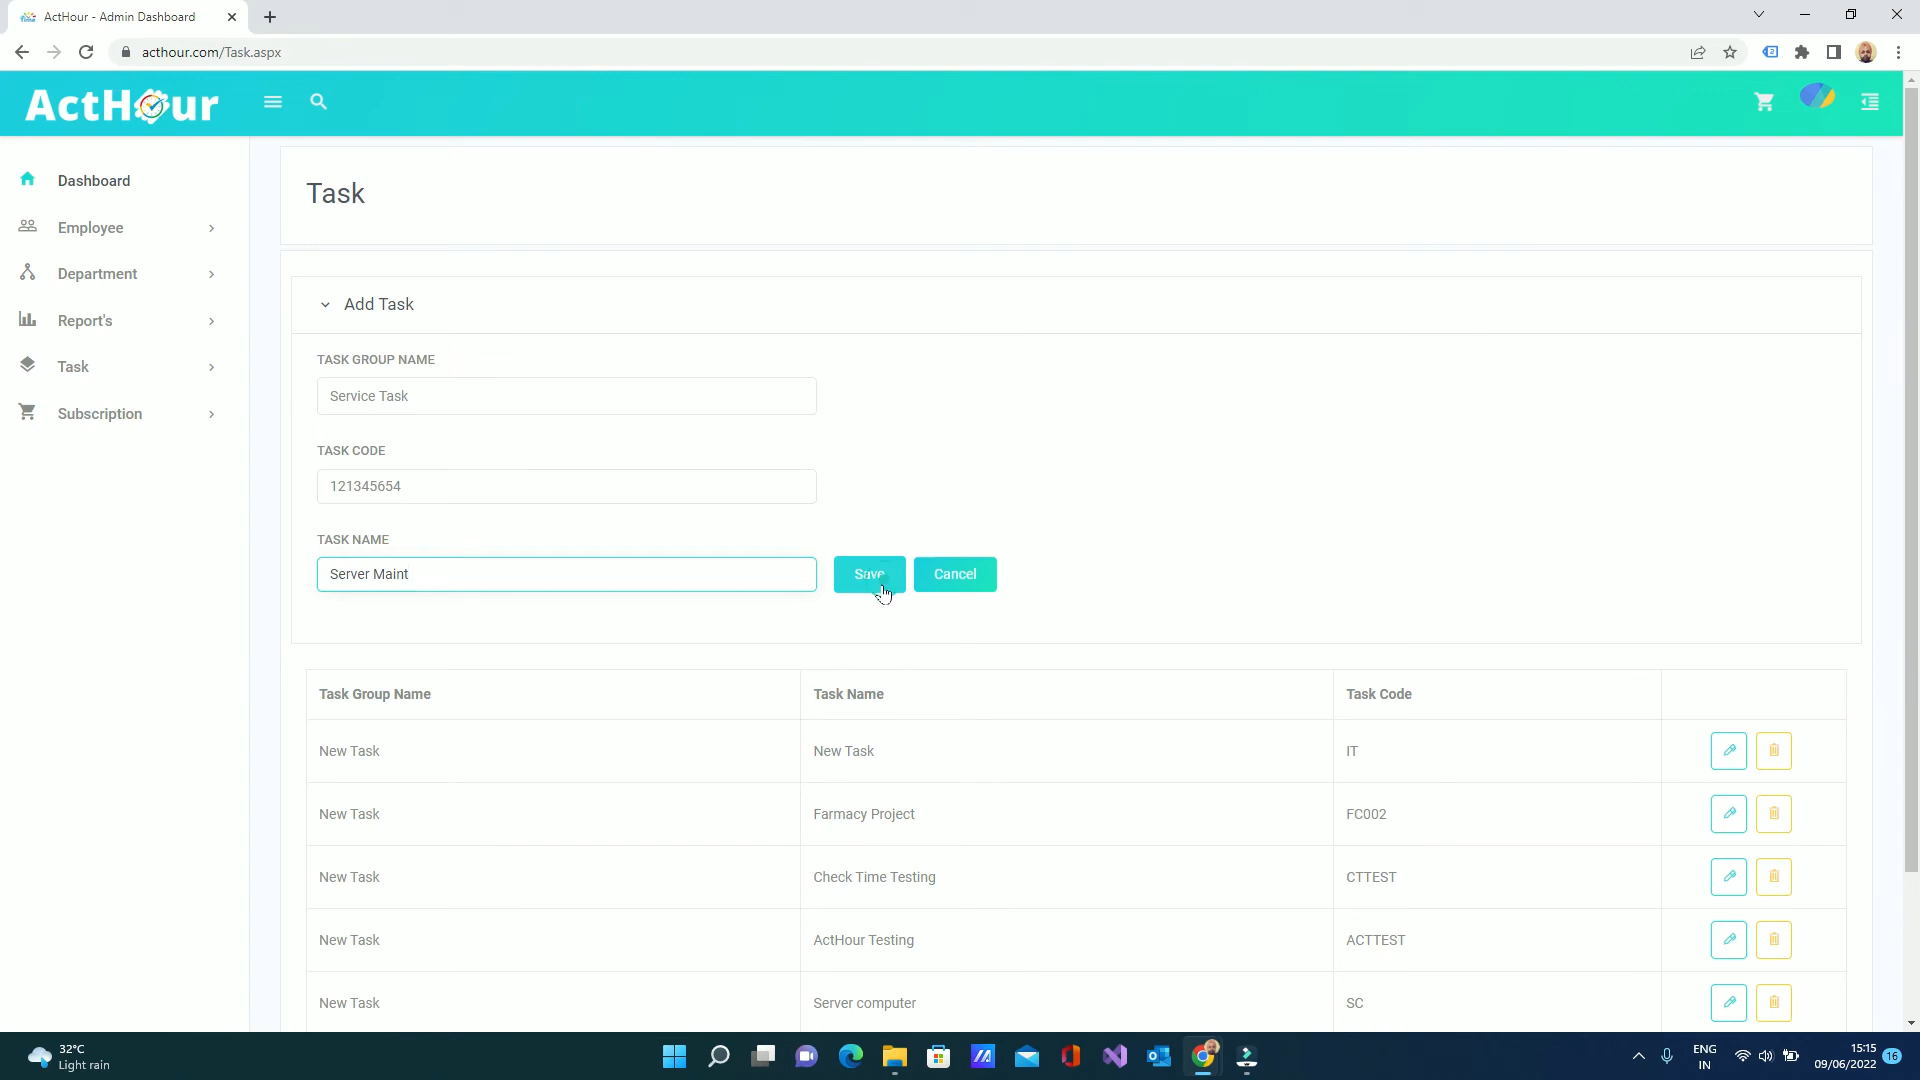 ActHour - Admin Dashboard
acthour.com/Task.aspx
ActHour
Dashboard
Employee
Department
Report's
Task
Subscription
Task
Add Task
TASK GROUP NAME
Service Task
TASK CODE
121345654
TASK NAME
Server Maint
Save
Cancel
Task Group Name Task Name Task Code
New Task New Task IT
New Task Farmacy Project FC002
New Task Check Time Testing CTTEST
New Task ActHour Testing ACTTEST
New Task Server computer SC
32°C
Light rain
ENG
IN
15:15
09/06/2022
16